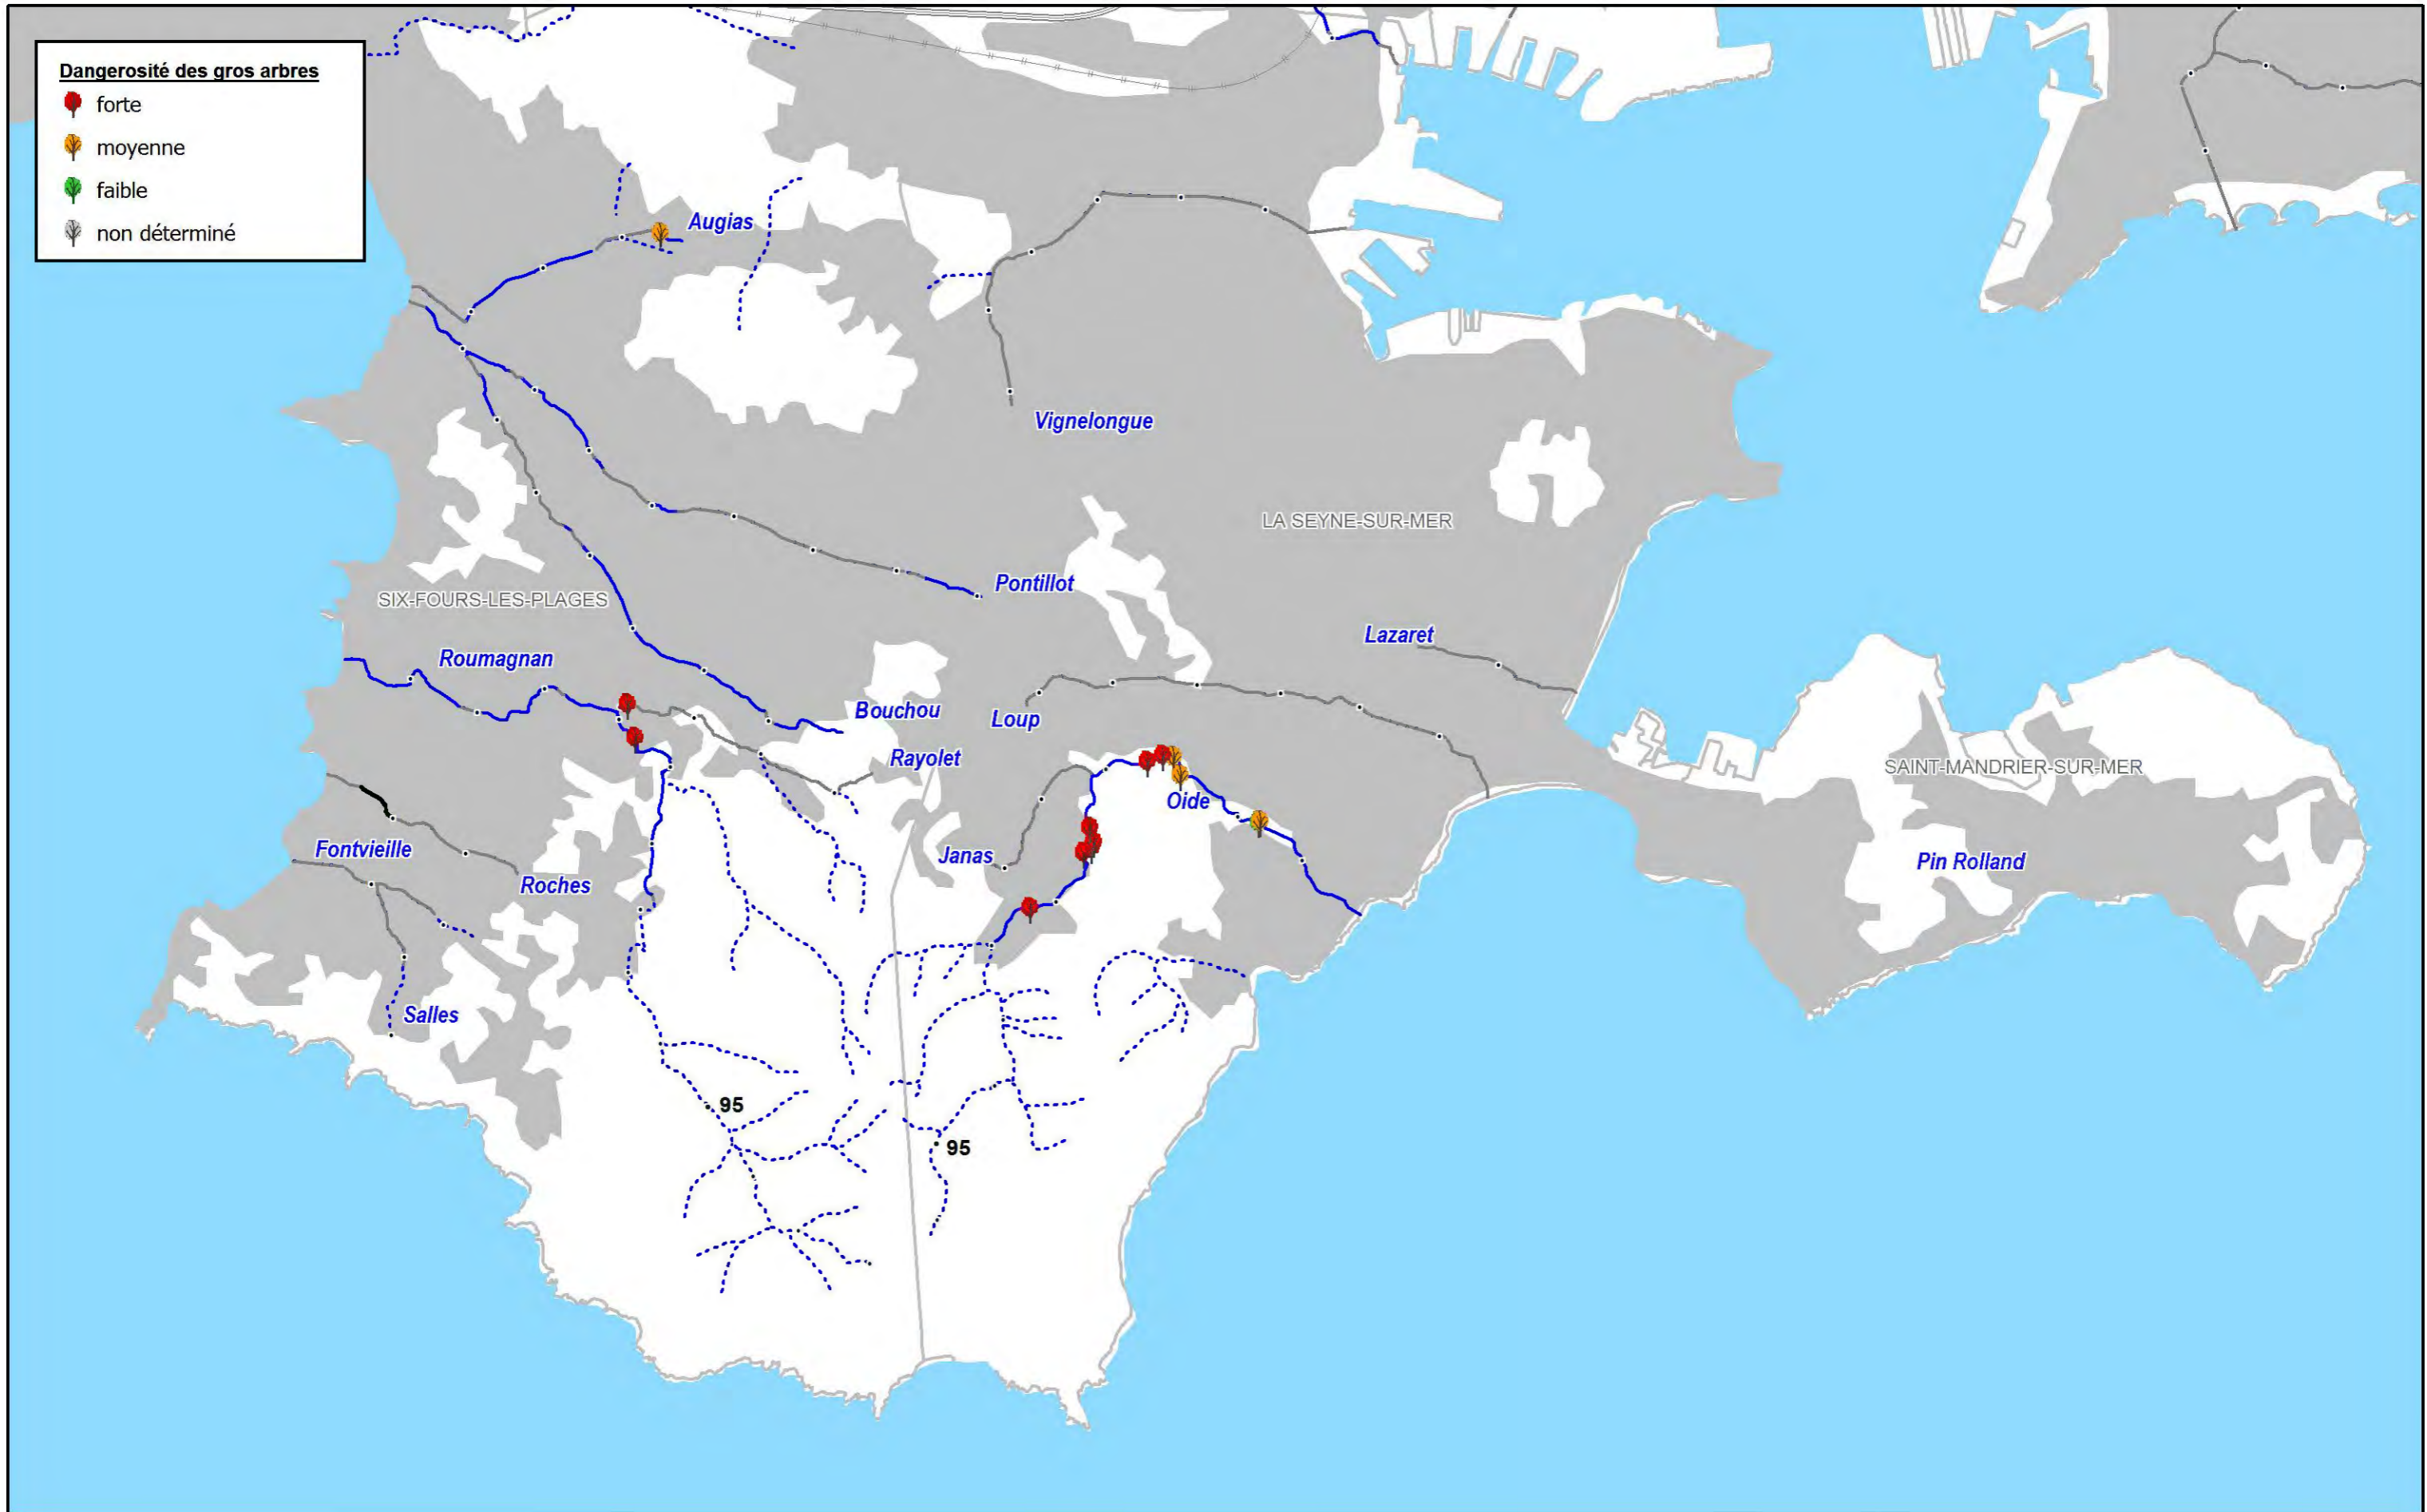 Dangerosité des gros arbres
forte
moyenne
faible
non déterminé
Augias
Vignelongue
LA SEYNE-SUR-MER
Pontillot
SIX-FOURS-LES-PLAGES
Lazaret
Roumagnan
Bouchou
Loup
Rayolet
SAINT-MANDRIER-SUR-MER
Oide
Fontvieille
Janas
Pin Rolland
Roches
Salles
95
95